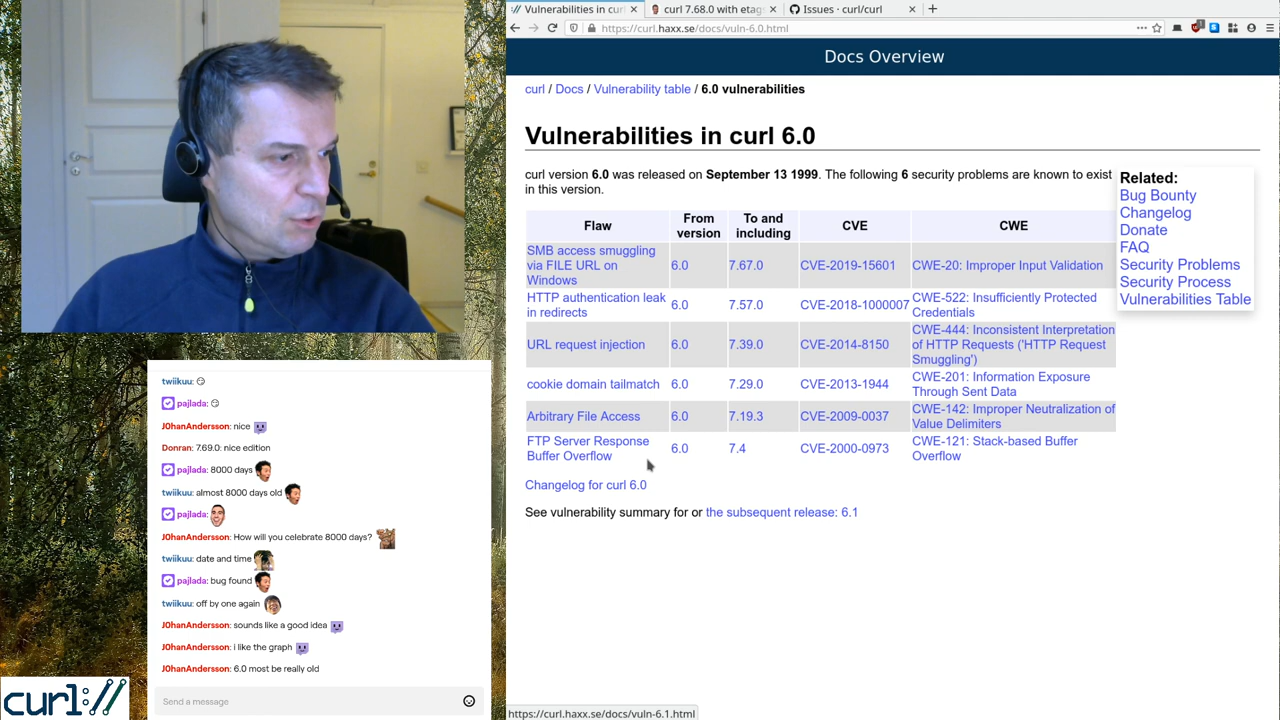 Vulnerabilities in curl
curl 7.68.0 with etag
Issues · curl/curl
https://curl.haxx.se/docs/vuln-6.0.html
Docs Overview
curl / Docs / Vulnerability table / 6.0 vulnerabilities
Vulnerabilities in curl 6.0
curl version 6.0 was released on September 13 1999. The following 6 security problems are known to exist
in this version.
Flaw
From
version
To and
including
CVE
CWE
SMB access smuggling
via FILE URL on
Windows
6.0
7.67.0
CVE-2019-15601
CWE-20: Improper Input Validation
HTTP authentication leak
in redirects
6.0
7.57.0
CVE-2018-1000007
CWE-522: Insufficiently Protected
Credentials
URL request injection
6.0
7.39.0
CVE-2014-8150
CWE-444: Inconsistent Interpretation
of HTTP Requests ('HTTP Request
Smuggling')
cookie domain tailmatch
6.0
7.29.0
CVE-2013-1944
CWE-201: Information Exposure
Through Sent Data
Arbitrary File Access
6.0
7.19.3
CVE-2009-0037
CWE-142: Improper Neutralization of
Value Delimiters
FTP Server Response
Buffer Overflow
6.0
7.4
CVE-2000-0973
CWE-121: Stack-based Buffer
Overflow
Changelog for curl 6.0
See vulnerability summary for or the subsequent release: 6.1
Related:
Bug Bounty
Changelog
Donate
FAQ
Security Problems
Security Process
Vulnerabilities Table
https://curl.haxx.se/docs/vuln-6.1.html
twiikuu:
pajlada:
J0hanAndersson: nice
Donran: 7.69.0: nice edition
pajlada: 8000 days
twiikuu: almost 8000 days old
pajlada:
J0hanAndersson: How will you celebrate 8000 days?
twiikuu: date and time
pajlada: bug found
twiikuu: off by one again
J0hanAndersson: sounds like a good idea
J0hanAndersson: i like the graph
J0hanAndersson: 6.0 most be really old
Send a message
curl://